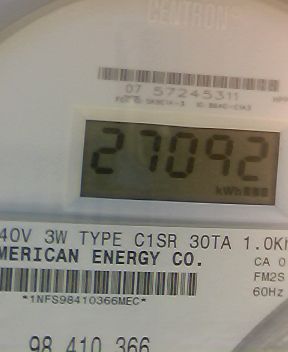 CENTRON
07 57245311
27092
kWh
40V 3W TYPE C1SR 30TA 1.0Kh
MERICAN ENERGY CO.
CA 0
FM2S
60Hz
*1NFS98410366MEC*
98 410 366